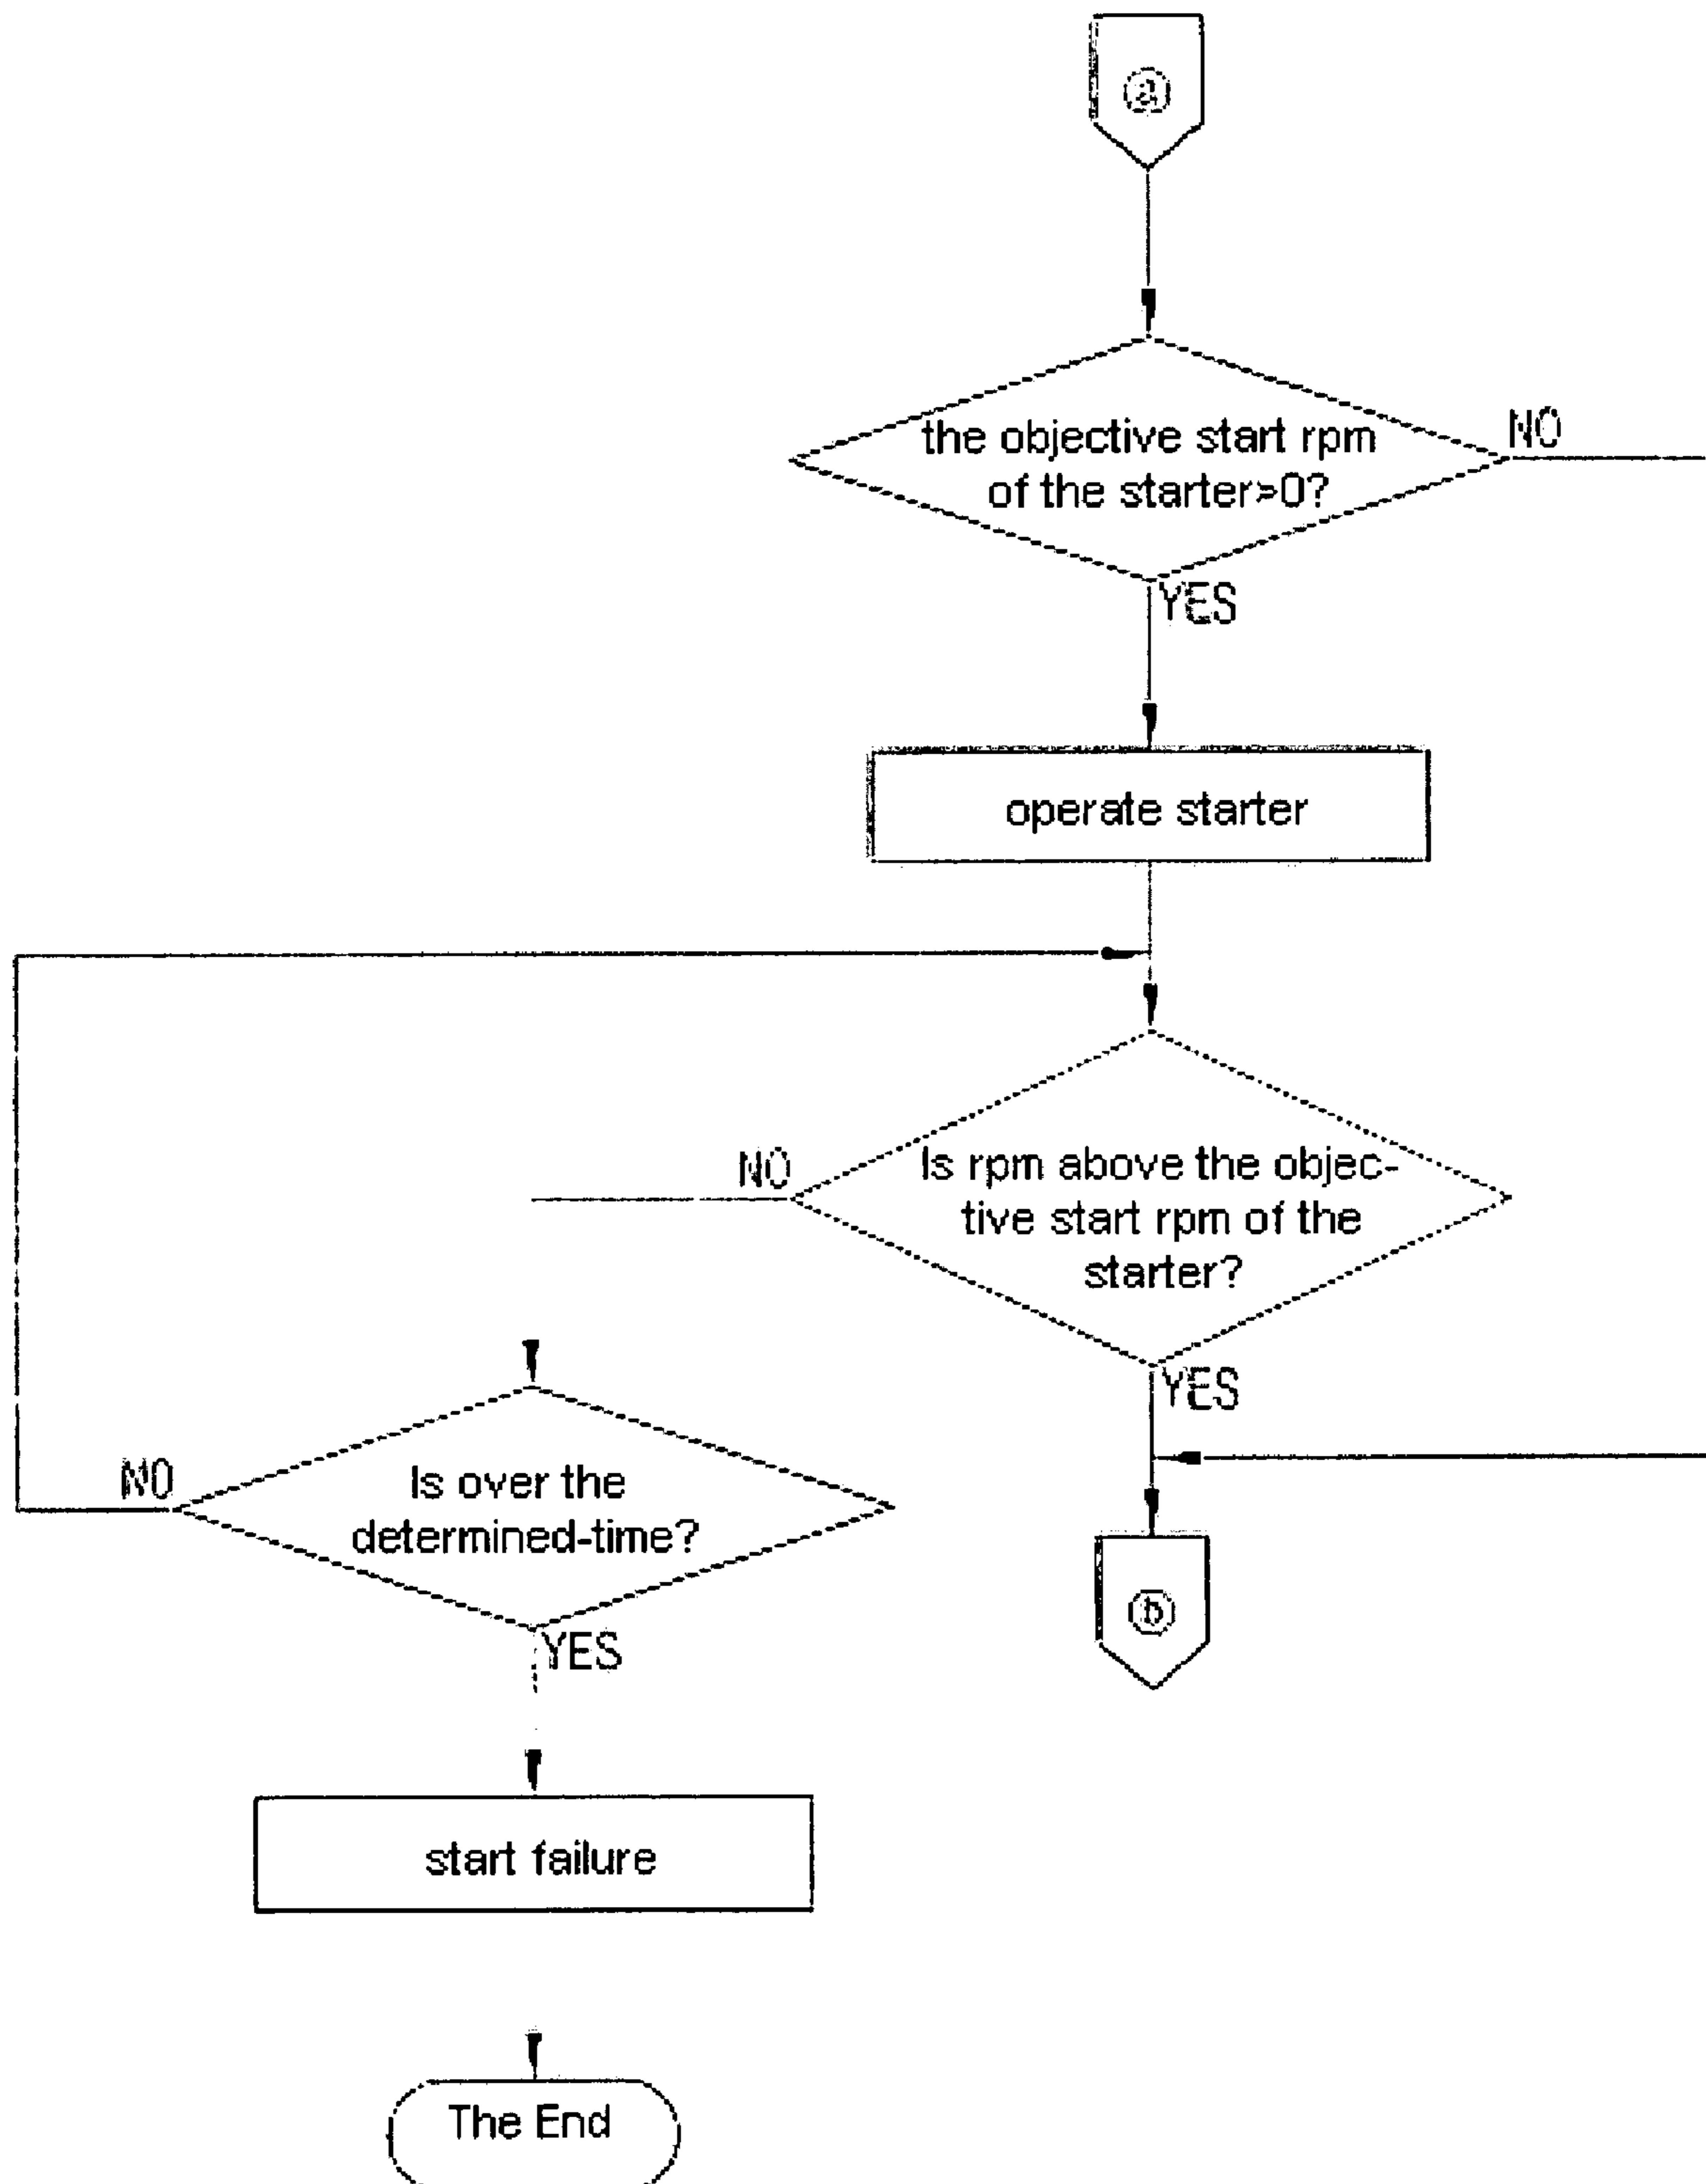 ⓐ
the objective start rpm
of the starter>0?
NO
YES
operate starter
Is rpm above the objec-
tive start rpm of the
starter?
NO
YES
Is over the
determined-time?
NO
YES
ⓑ
start failure
The End